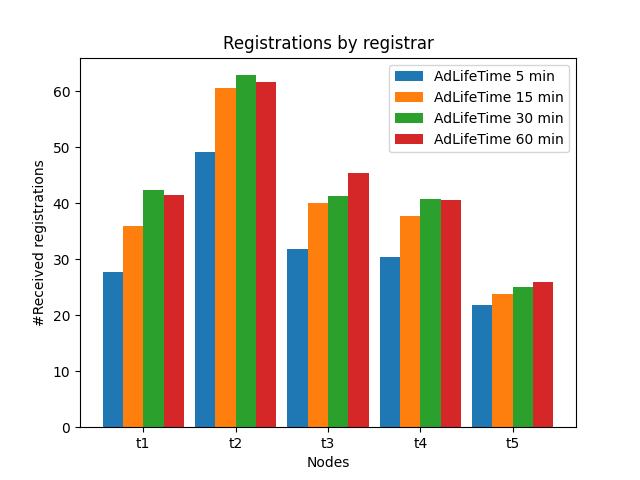 Registrations by registrar
AdLifeTime 5 min
AdLifeTime 15 min
AdLifeTime 30 min
AdLifeTime 60 min
#Received registrations
60
50
40
30
20
10
0
t1 t2 t3 t4 t5
Nodes